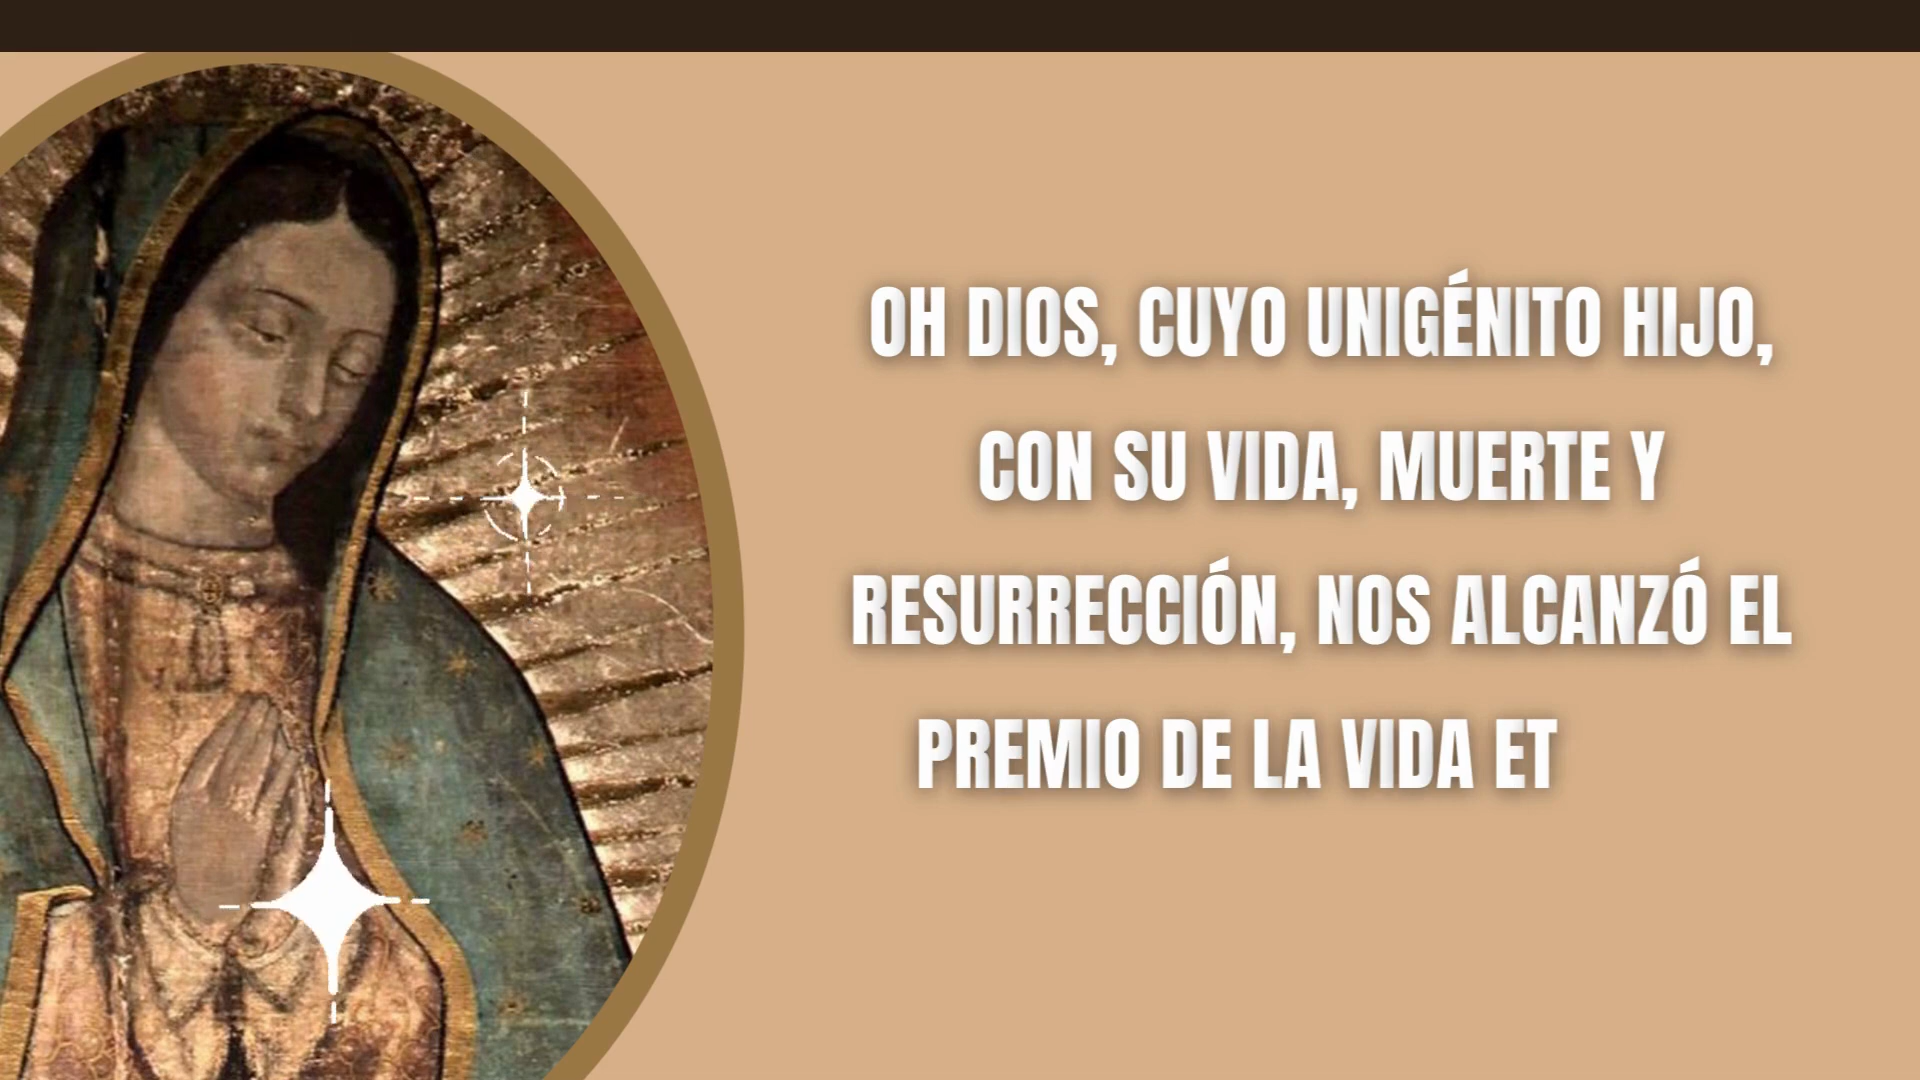 OH DIOS, CUYO UNIGÉNITO HIJO,
CON SU VIDA, MUERTE Y
RESURRECCIÓN, NOS ALCANZÓ EL
PREMIO DE LA VIDA ET